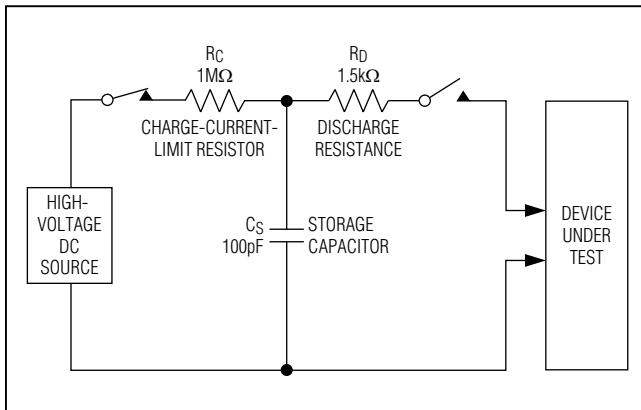 RC
1MΩ
CHARGE-CURRENT-
LIMIT RESISTOR
RD
1.5kΩ
DISCHARGE
RESISTANCE
HIGH-
VOLTAGE
DC
SOURCE
CS
100pF
STORAGE
CAPACITOR
DEVICE
UNDER
TEST